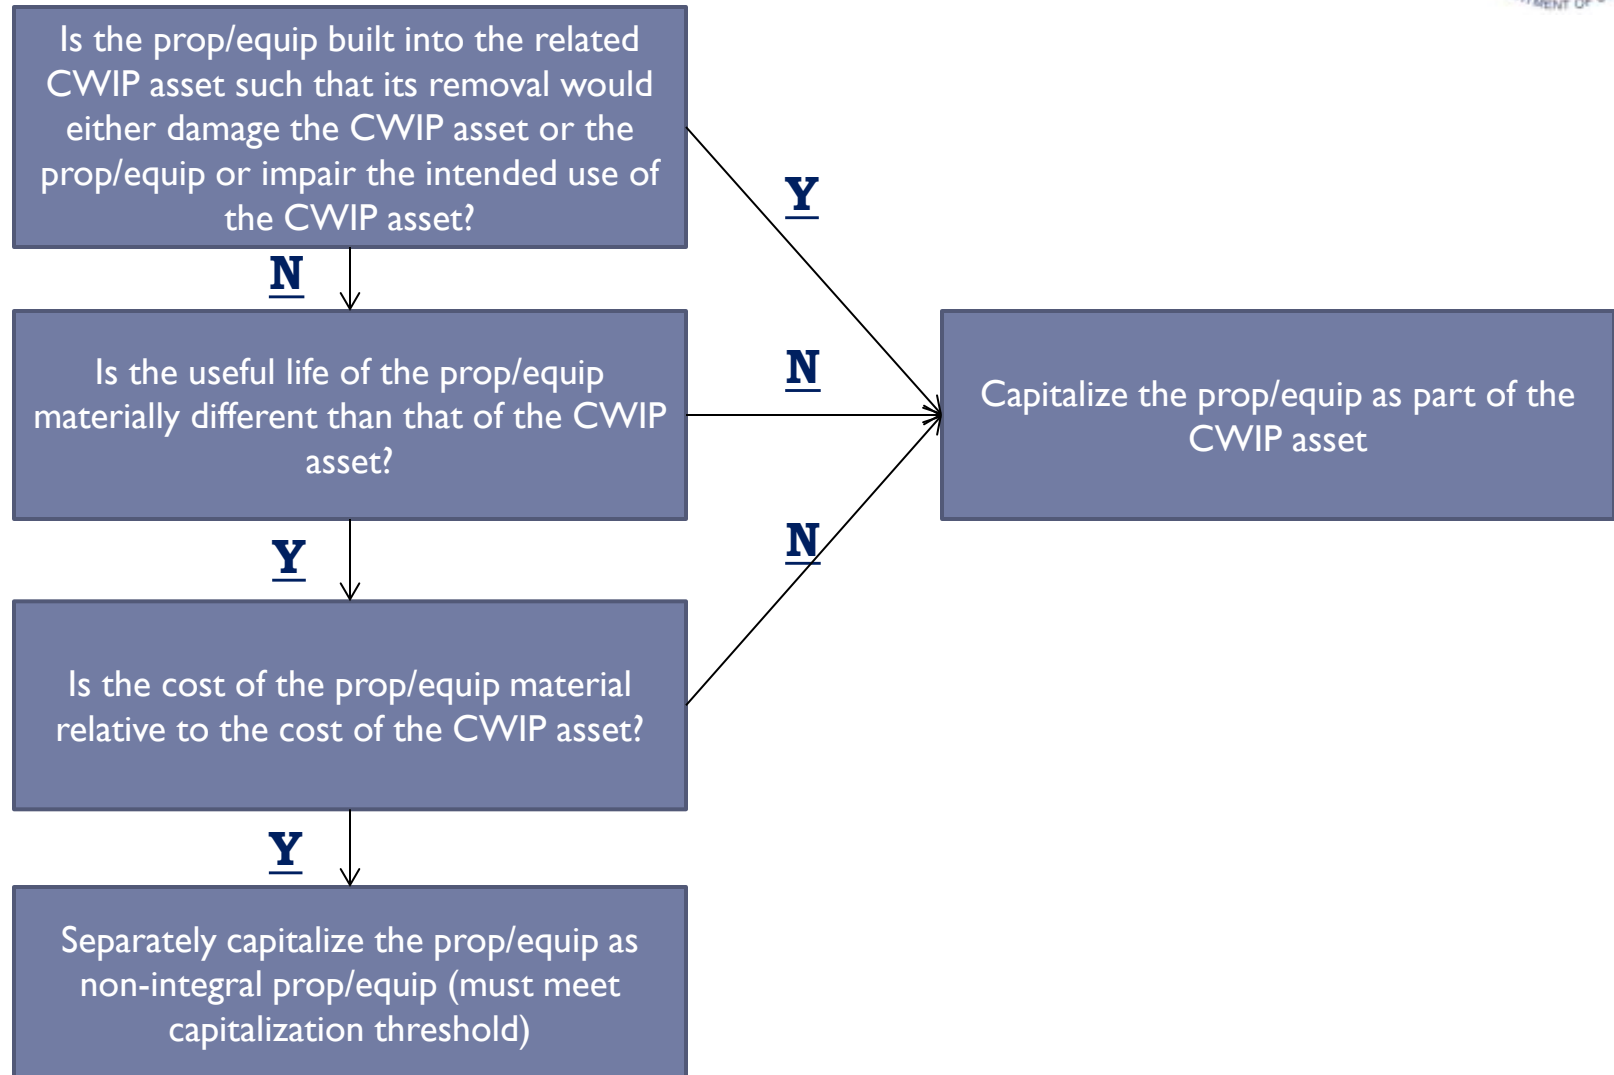 Is the prop/equip built into the related
CWIP asset such that its removal would
either damage the CWIP asset or the
prop/equip or impair the intended use of
the CWIP asset?
Y
N
Is the useful life of the prop/equip
materially different than that of the CWIP
asset?
N
Capitalize the prop/equip as part of the
CWIP asset
Y
N
Is the cost of the prop/equip material
relative to the cost of the CWIP asset?
Y
Separately capitalize the prop/equip as
non-integral prop/equip (must meet
capitalization threshold)